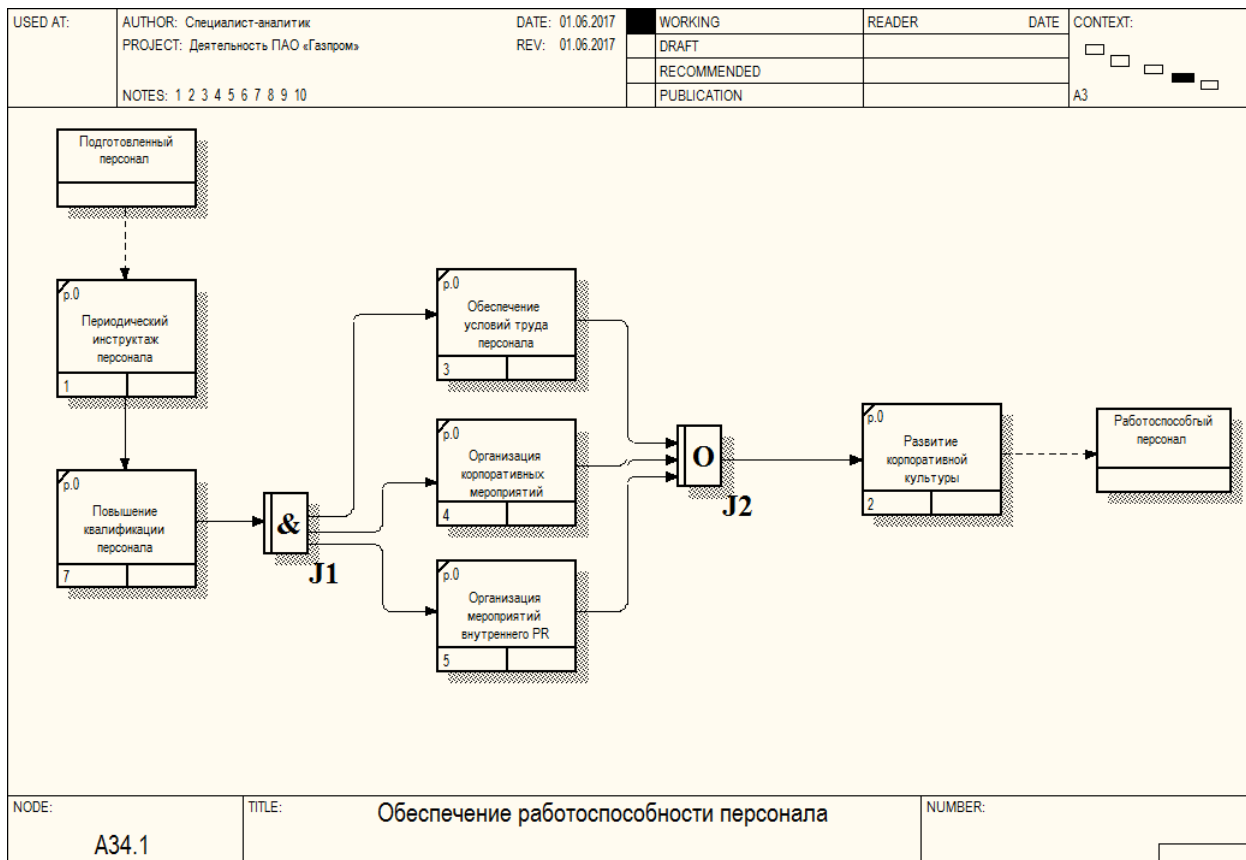 USED AT:
AUTHOR: Специалист-аналитик
DATE: 01.06.2017
PROJECT: Деятельность ПАО «Газпром»
REV: 01.06.2017
NOTES: 1 2 3 4 5 6 7 8 9 10
WORKING
DRAFT
RECOMMENDED
PUBLICATION
READER DATE
CONTEXT:
A3
Подготовленный
персонал
p.0
Периодический
инструктаж
персонала
1
p.0
Повышение
квалификации
персонала
7
&
J1
p.0
Обеспечение
условий труда
персонала
3
p.0
Организация
корпоративных
мероприятий
4
p.0
Организация
мероприятий
внутреннего PR
5
O
J2
p.0
Развитие
корпоративной
культуры
2
Работоспособгый
персонал
NODE:
A34.1
TITLE:
Обеспечение работоспособности персонала
NUMBER: